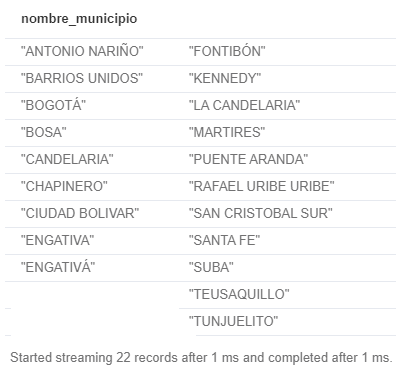 nombre_municipio
"ANTONIO NARIÑO"
"BARRIOS UNIDOS"
"BOGOTÁ"
"BOSA"
"CANDELARIA"
"CHAPINERO"
"CIUDAD BOLIVAR"
"ENGATIVA"
"ENGATIVÁ"
"FONTIBÓN"
"KENNEDY"
"LA CANDELARIA"
"MARTIRES"
"PUENTE ARANDA"
"RAFAEL URIBE URIBE"
"SAN CRISTOBAL SUR"
"SANTA FE"
"SUBA"
"TEUSAQUILLO"
"TUNJUELITO"
Started streaming 22 records after 1 ms and completed after 1 ms.